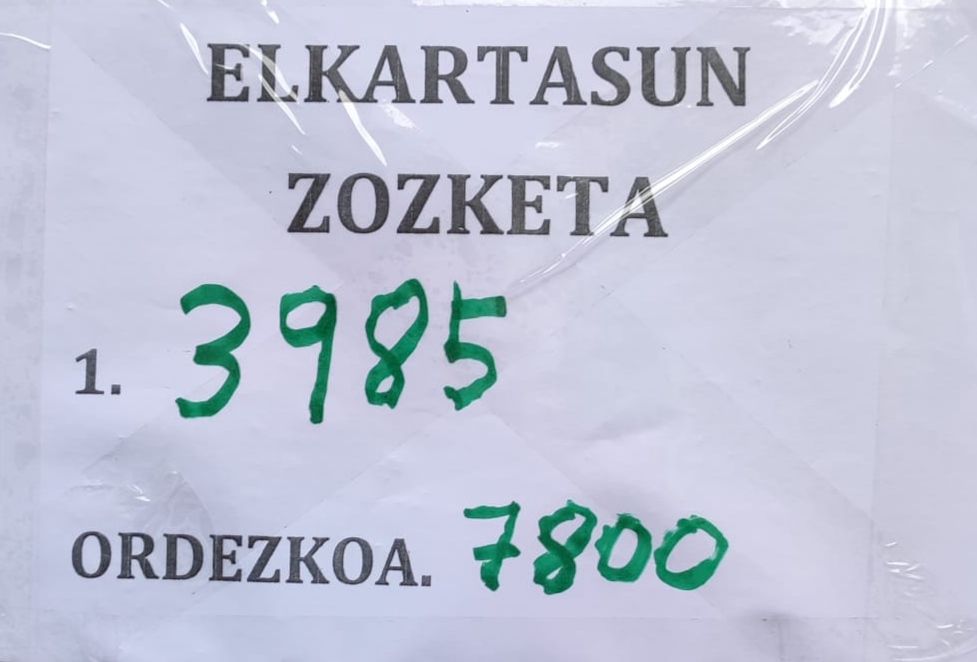 ELKARTASUN
ZOZKETA
1. 3985
ORDEZKOA. 7800